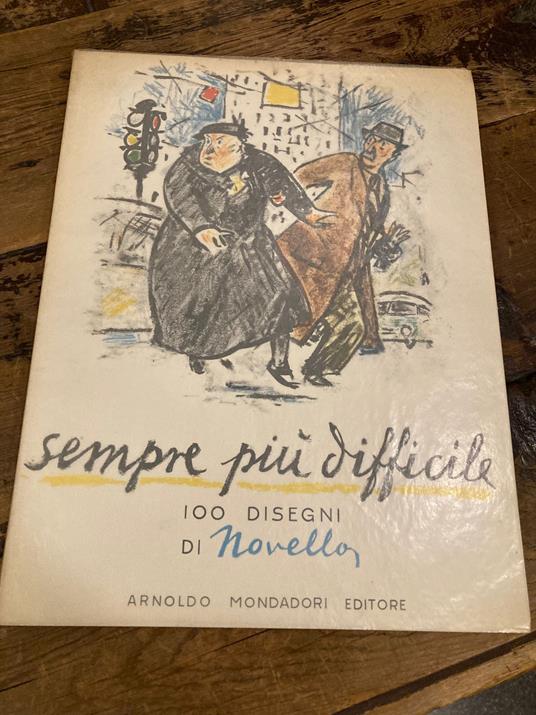 sempre più difficile
100 DISEGNI
DI Novello
ARNOLDO MONDADORI EDITORE